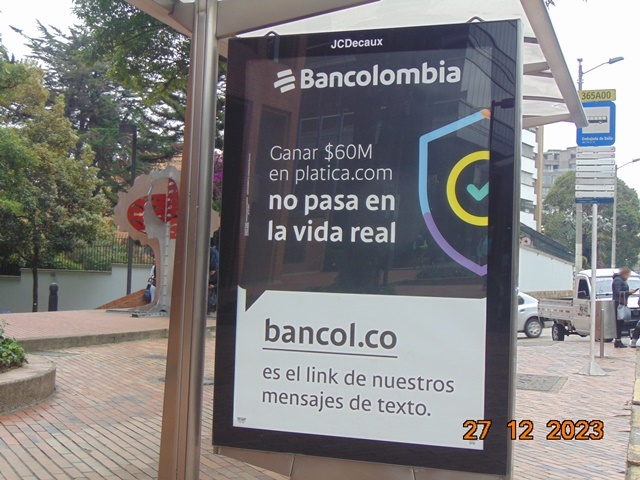 JCDecaux
Bancolombia
Ganar $60M
en platica.com
no pasa en
la vida real
bancol.co
es el link de nuestros
mensajes de texto.
365A00
27 12 2023